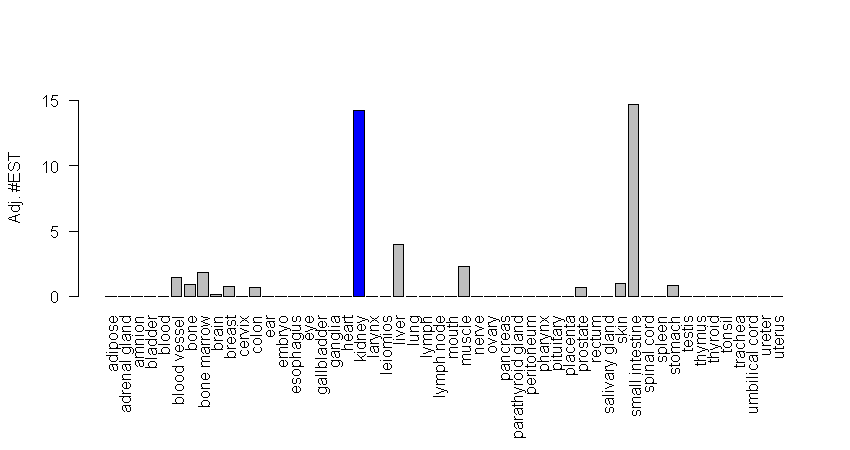 Adj. #EST
15
10
5
0
adipose
adrenal gland
amnion
bladder
blood
blood vessel
bone
bone marrow
brain
breast
cervix
colon
ear
embryo
esophagus
eye
gallbladder
ganglia
heart
kidney
larynx
leiomios
liver
lung
lymph
lymph node
mouth
muscle
nerve
ovary
pancreas
parathyroid gland
peritoneum
pharynx
pituitary
placenta
prostate
rectum
salivary gland
skin
small intestine
spinal cord
spleen
stomach
testis
thymus
thyroid
tonsil
trachea
umbilical cord
ureter
uterus